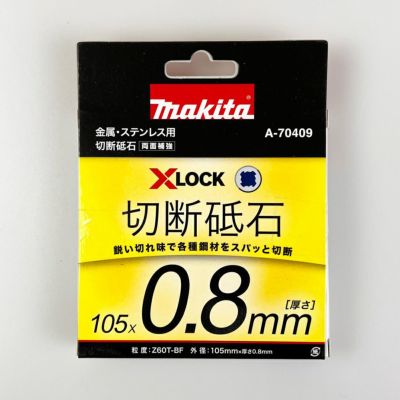 makita
金属・ステンレス用
切断砥石 両面補強
A-70409
XLOCK
切断砥石
鋭い切れ味で各種鋼材をスパッと切断
[厚さ]
105x 0.8mm
粒度:Z60T-BF 外径:105mm×厚さ0.8mm